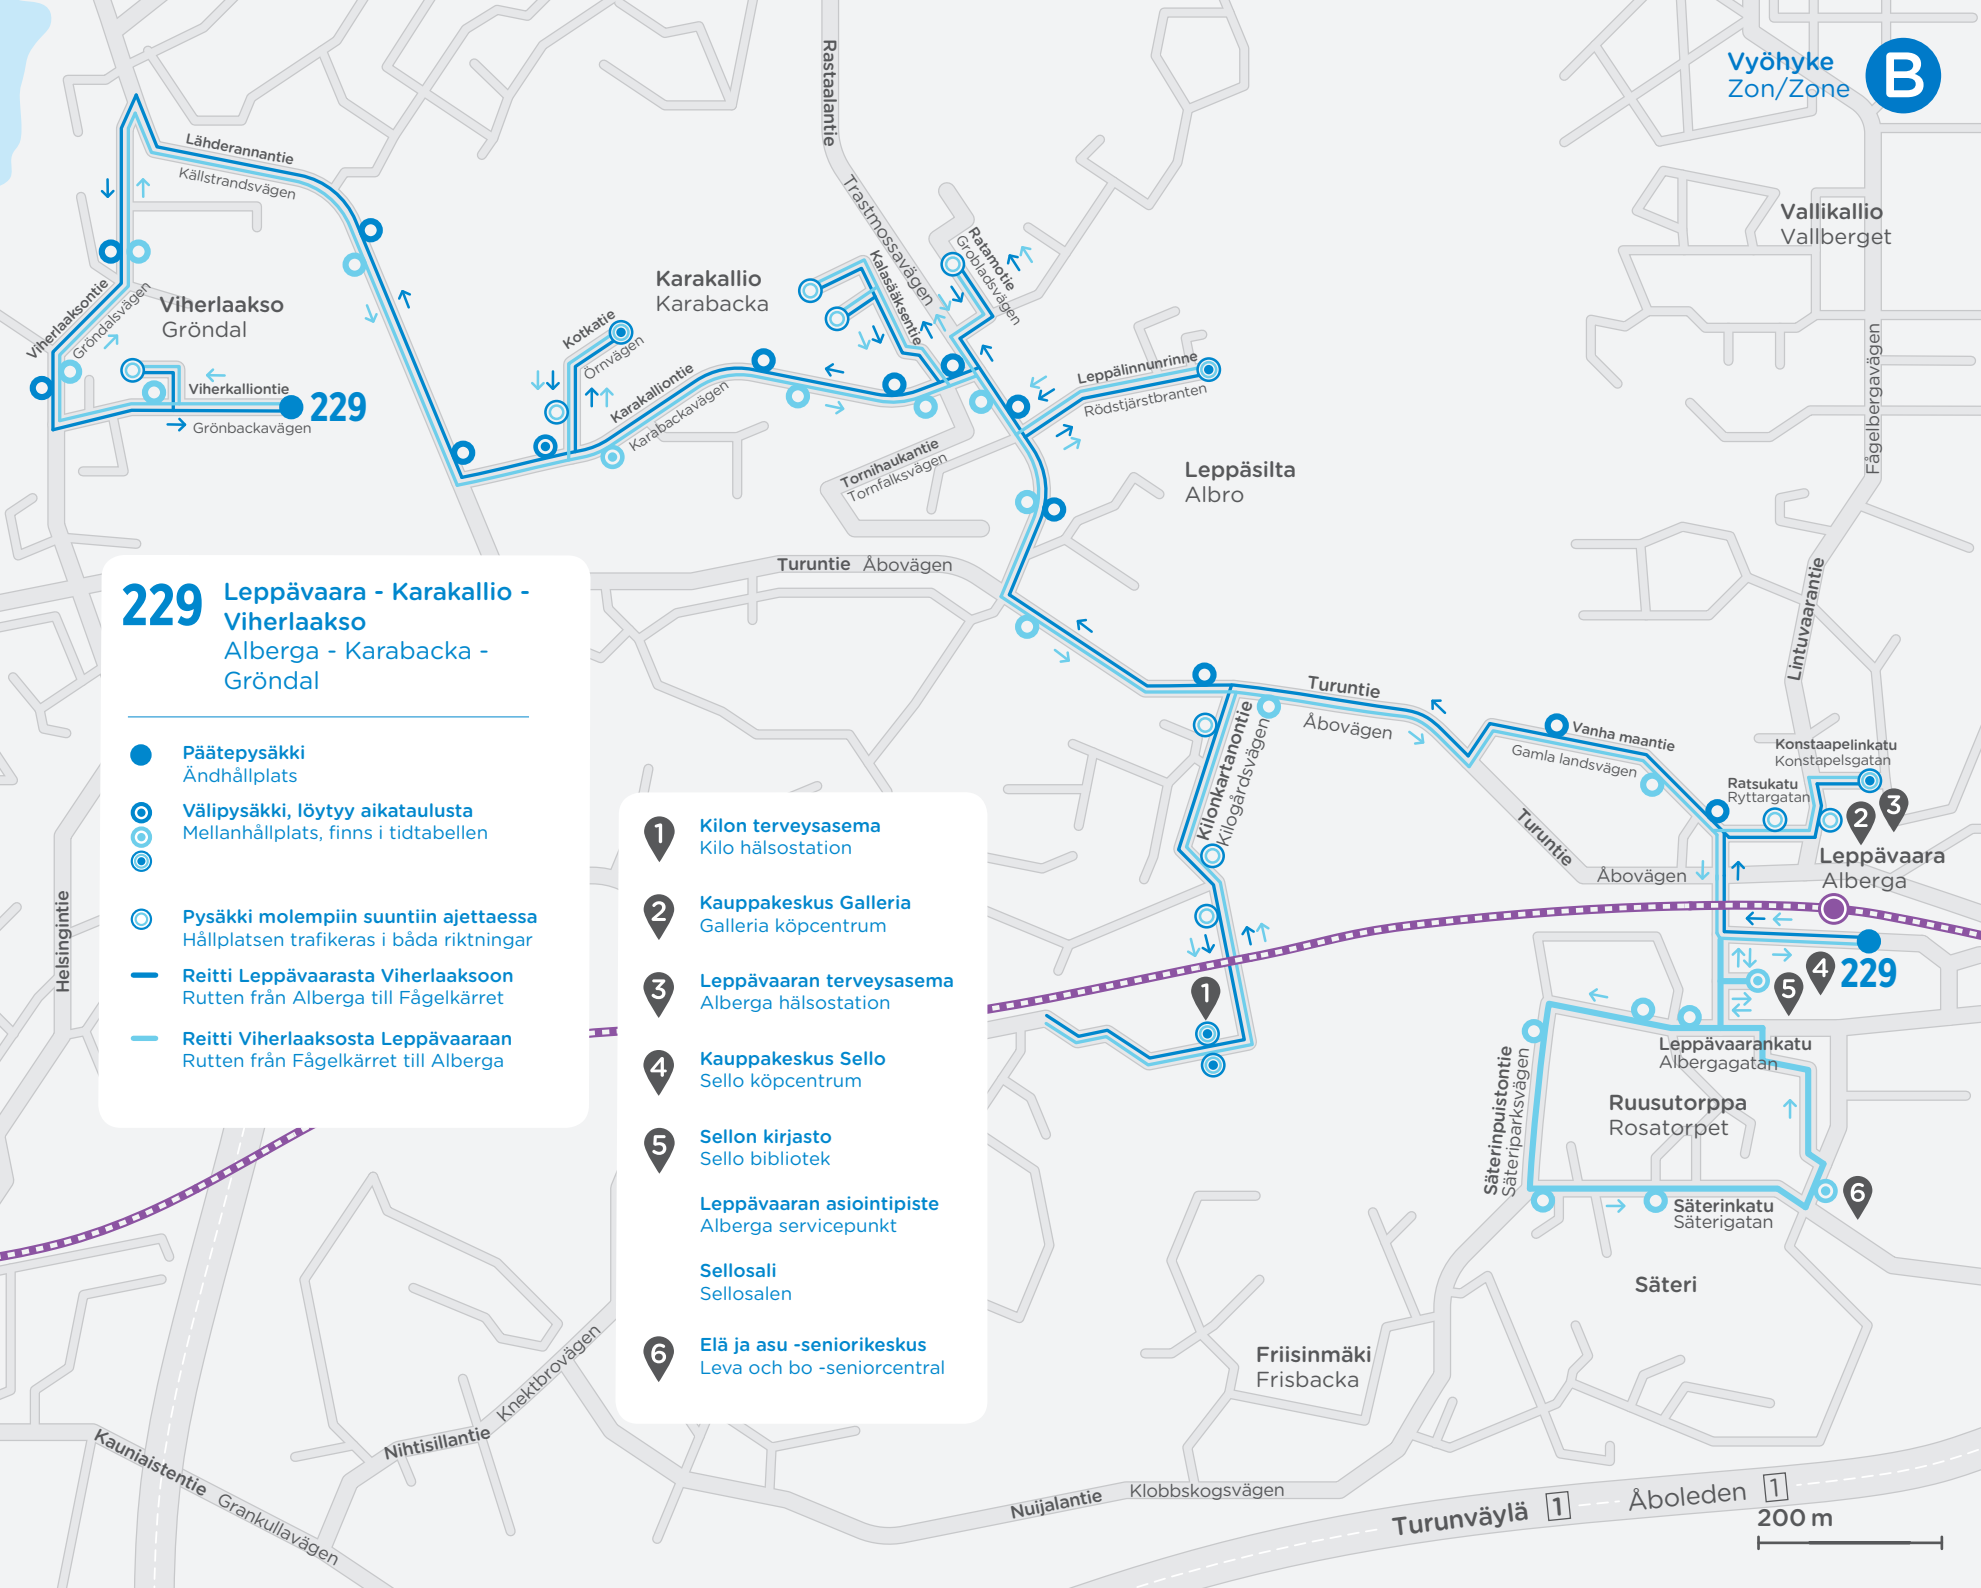 Vyöhyke
Zon/Zone
B
Rastaalantie
Trastmossavägen
Lähderannantie
Källstrandsvägen
Ratamotie
Grobladsvägen
Kalasääksentie
Vallikallio
Vallberget
Karakallio
Karabacka
Viherlaaksontie
Gröndalsvägen
Viherlaakso
Gröndal
Kotkatie
Örnvägen
Viherkalliontie
Grönbackavägen
229
Karakalliontie
Karabackavägen
Leppälinnunrinne
Rödstjärstbranten
Fågelbergavägen
Tornihaukantie
Tornfalksvägen
Leppäsilta
Albro
Turuntie Åbovägen
Lintuvaarantie
229
Leppävaara - Karakallio -
Viherlaakso
Alberga - Karabacka -
Gröndal
Päätepysäkki
Ändhållplats
Välipysäkki, löytyy aikataulusta
Mellanhållplats, finns i tidtabellen
Pysäkki molempiin suuntiin ajettaessa
Hållplatsen trafikeras i båda riktningar
Reitti Leppävaarasta Viherlaaksoon
Rutten från Alberga till Fågelkärret
Reitti Viherlaaksosta Leppävaaraan
Rutten från Fågelkärret till Alberga
1
Kilon terveysasema
Kilo hälsostation
2
Kauppakeskus Galleria
Galleria köpcentrum
3
Leppävaaran terveysasema
Alberga hälsostation
4
Kauppakeskus Sello
Sello köpcentrum
5
Sellon kirjasto
Sello bibliotek
Leppävaaran asiointipiste
Alberga servicepunkt
Sellosali
Sellosalen
6
Elä ja asu -seniorikeskus
Leva och bo -seniorcentral
Turuntie
Åbovägen
Kilonkartanontie
Kilogårdsvägen
Vanha maantie
Gamla landsvägen
Konstaapelinkatu
Konstapelsgatan
Ratsukatu
Ryttargatan
2
3
Turuntie
Åbovägen
Leppävaara
Alberga
1
5
4
229
Leppävaarankatu
Albergagatan
Säterinpuistontie
Säteriparksvägen
Ruusutorppa
Rosatorpet
6
Säterinkatu
Säterigatan
Säteri
Helsingintie
Friisinmäki
Frisbacka
Knektbrovägen
Nihtisillantie
Kauniaistentie Grankullavägen
Nuijalantie Klobbskogsvägen
Turunväylä 1 Åboleden 1
200 m